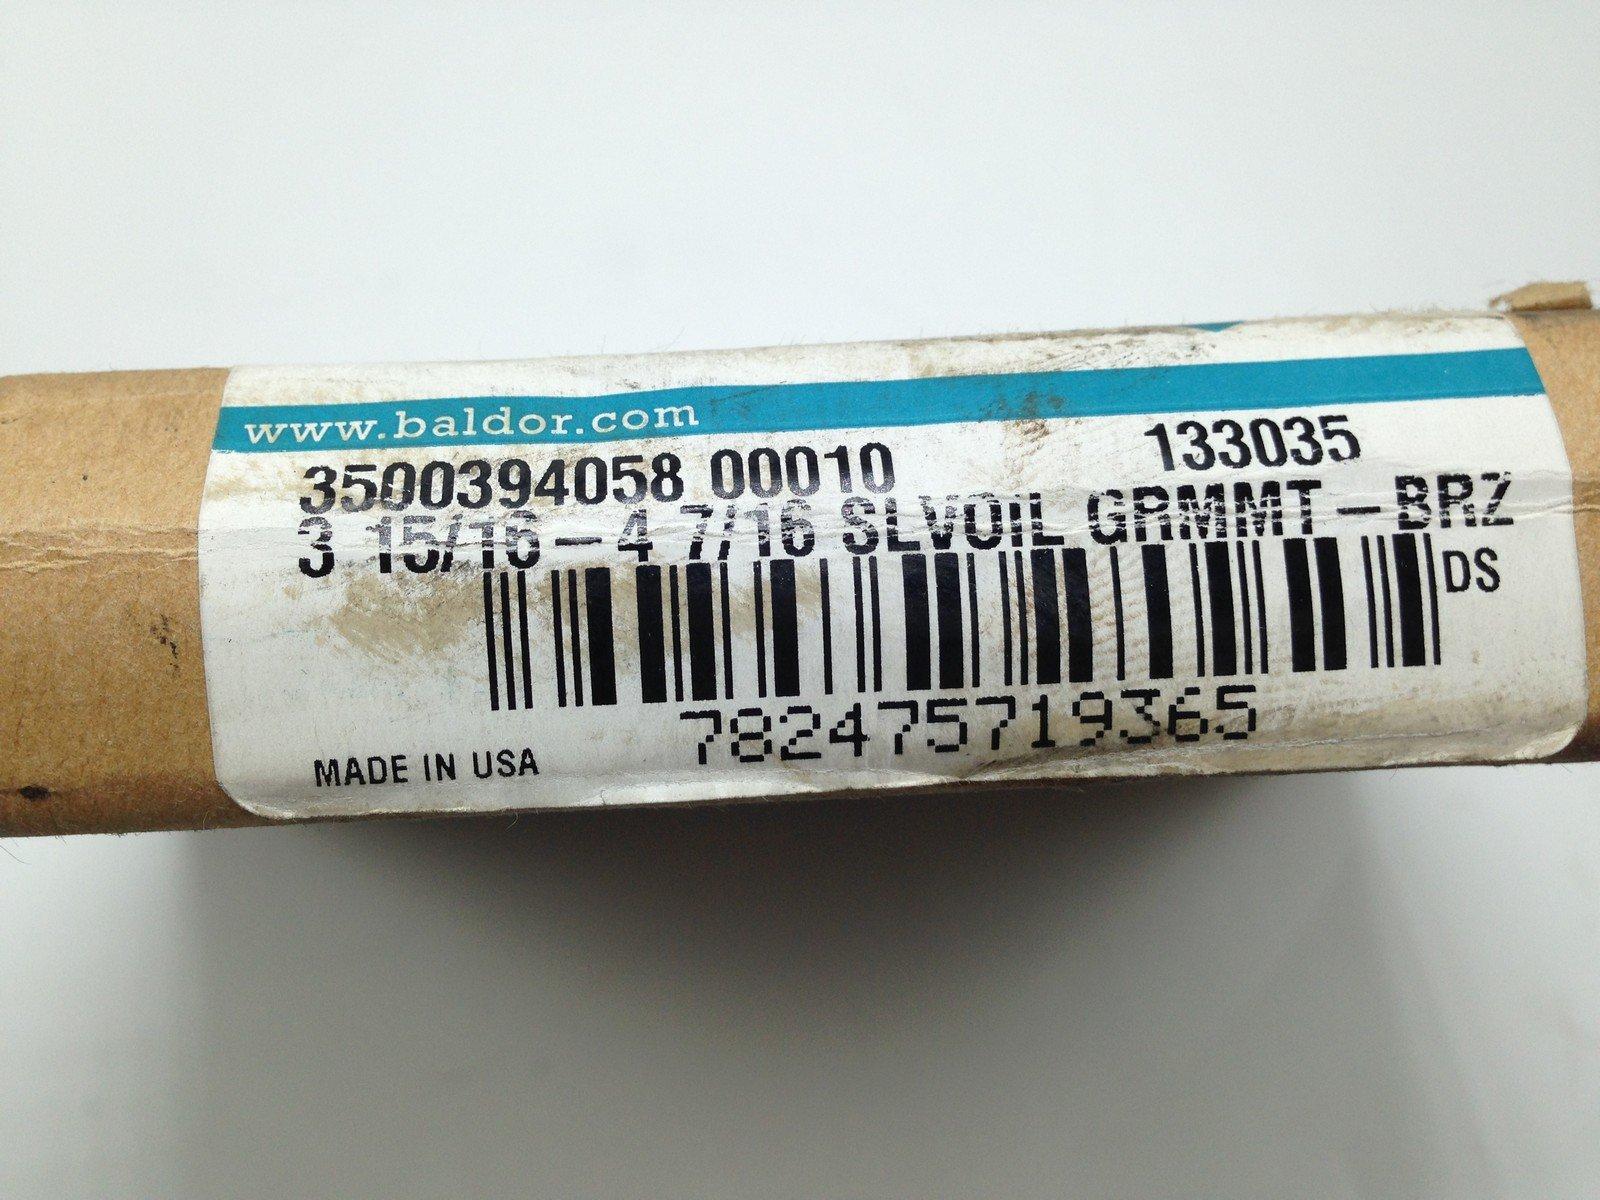 www.baldor.com
3500394058 00010 133035
3 15/16-4 7/16 SLVOiL GRMMT-BRZ
DS
782475719365
MADE IN USA